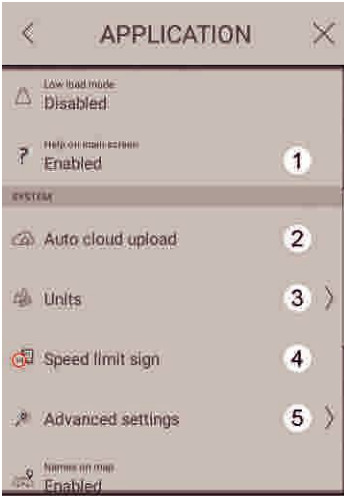 APPLICATION
Low load mode
Disabled
Help on main screen
Enabled
1
SYSTEM
Auto cloud upload
2
Units
3
Speed limit sign
4
Advanced settings
5
Names on map
Enabled